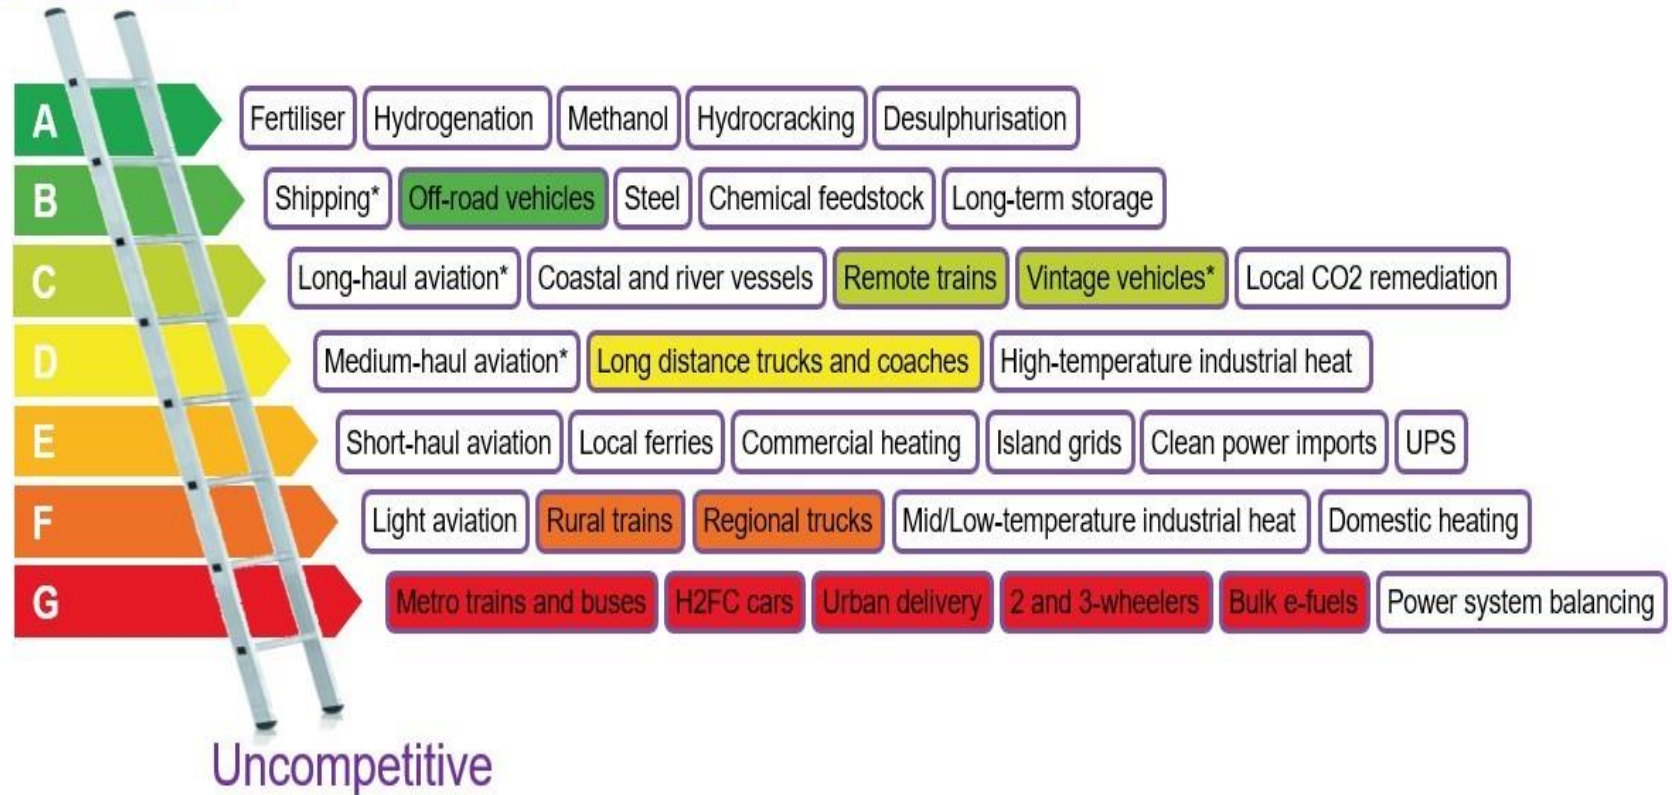 A Fertiliser Hydrogenation Methanol Hydrocracking Desulphurisation
B Shipping* Off-road vehicles Steel Chemical feedstock Long-term storage
C Long-haul aviation* Coastal and river vessels Remote trains Vintage vehicles* Local CO2 remediation
D Medium-haul aviation* Long distance trucks and coaches High-temperature industrial heat
E Short-haul aviation Local ferries Commercial heating Island grids Clean power imports UPS
F Light aviation Rural trains Regional trucks Mid/Low-temperature industrial heat Domestic heating
G Metro trains and buses H2FC cars Urban delivery 2 and 3-wheelers Bulk e-fuels Power system balancing
Uncompetitive